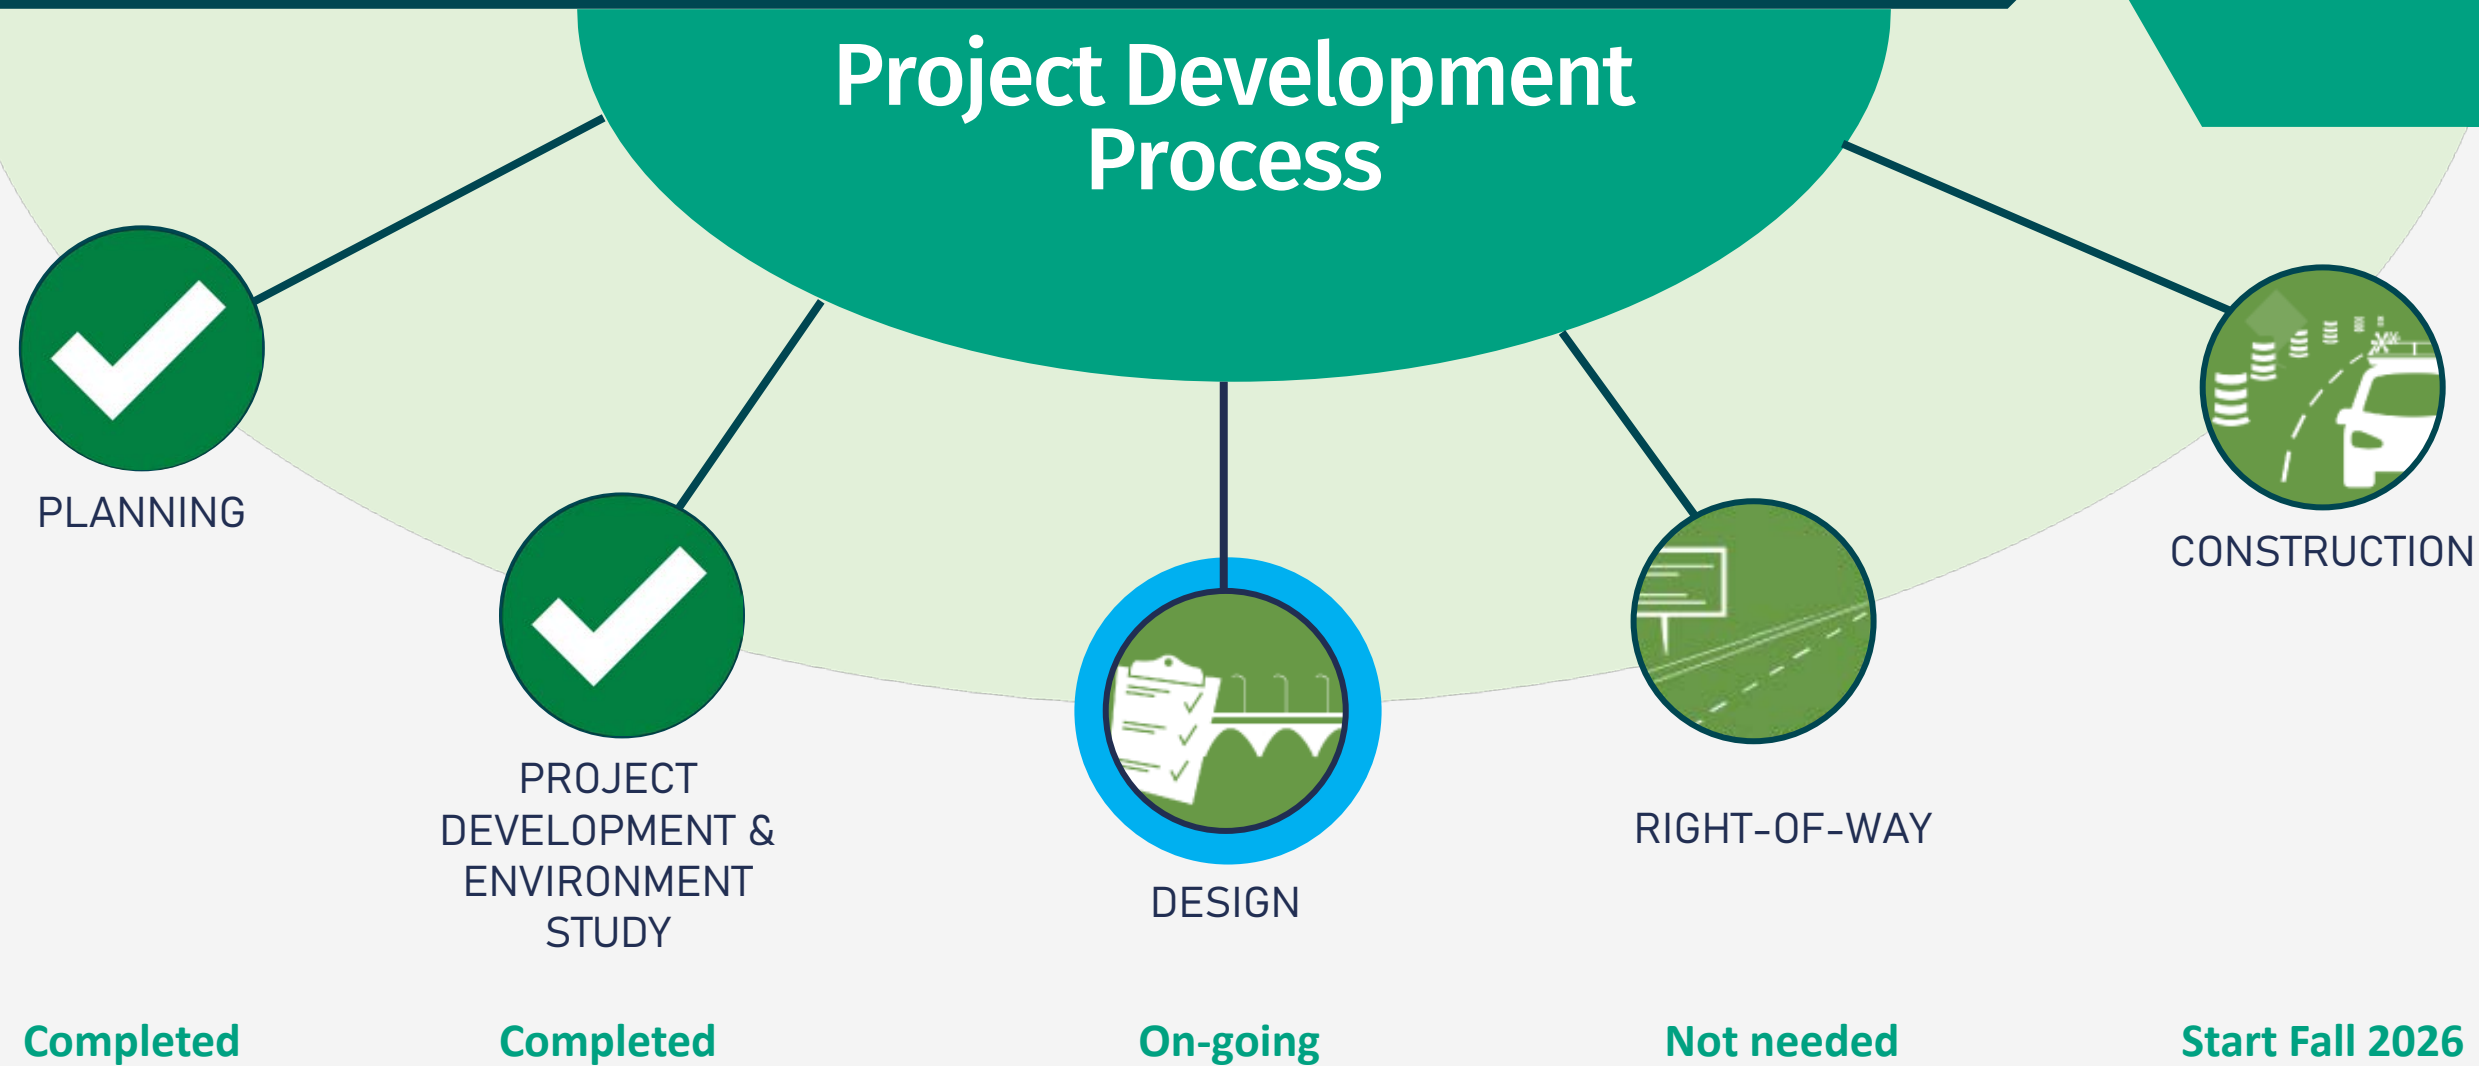 Project Development
Process
PLANNING
PROJECT
DEVELOPMENT &
ENVIRONMENT
STUDY
DESIGN
RIGHT-OF-WAY
CONSTRUCTION
Completed
Completed
On-going
Not needed
Start Fall 2026